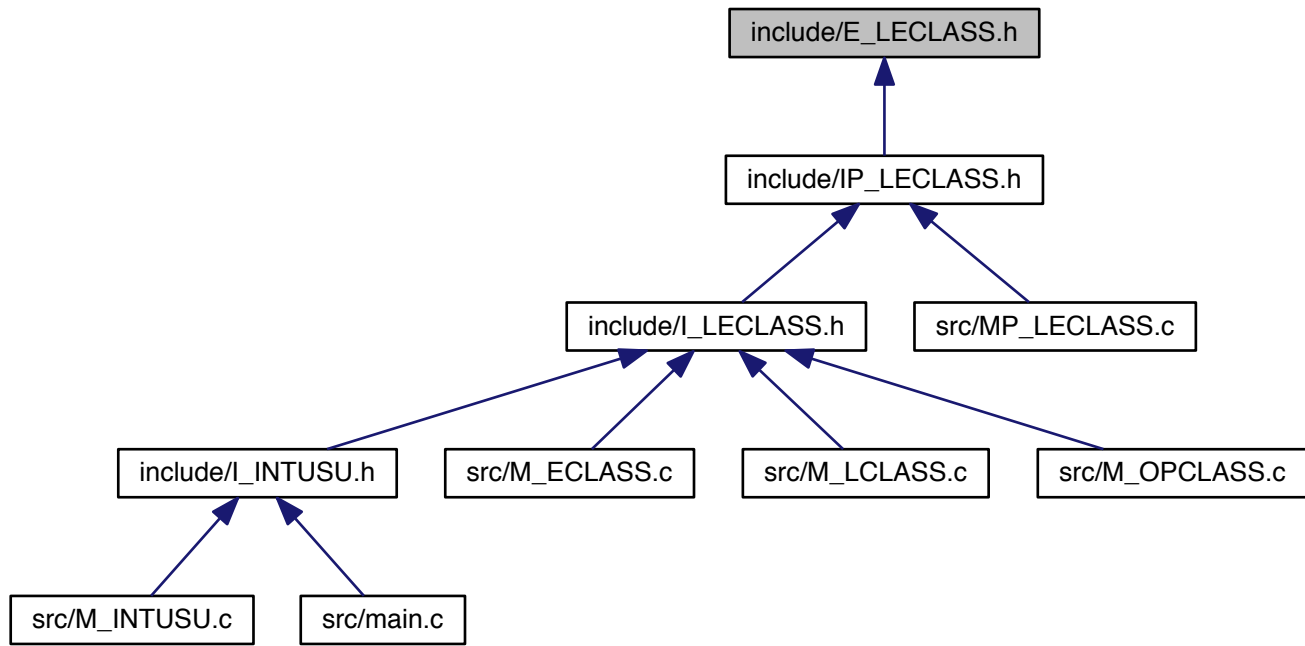 include/E_LECLASS.h
include/IP_LECLASS.h
include/I_LECLASS.h
src/MP_LECLASS.c
include/I_INTUSU.h
src/M_ECLASS.c
src/M_LCLASS.c
src/M_OPCLASS.c
src/M_INTUSU.c
src/main.c